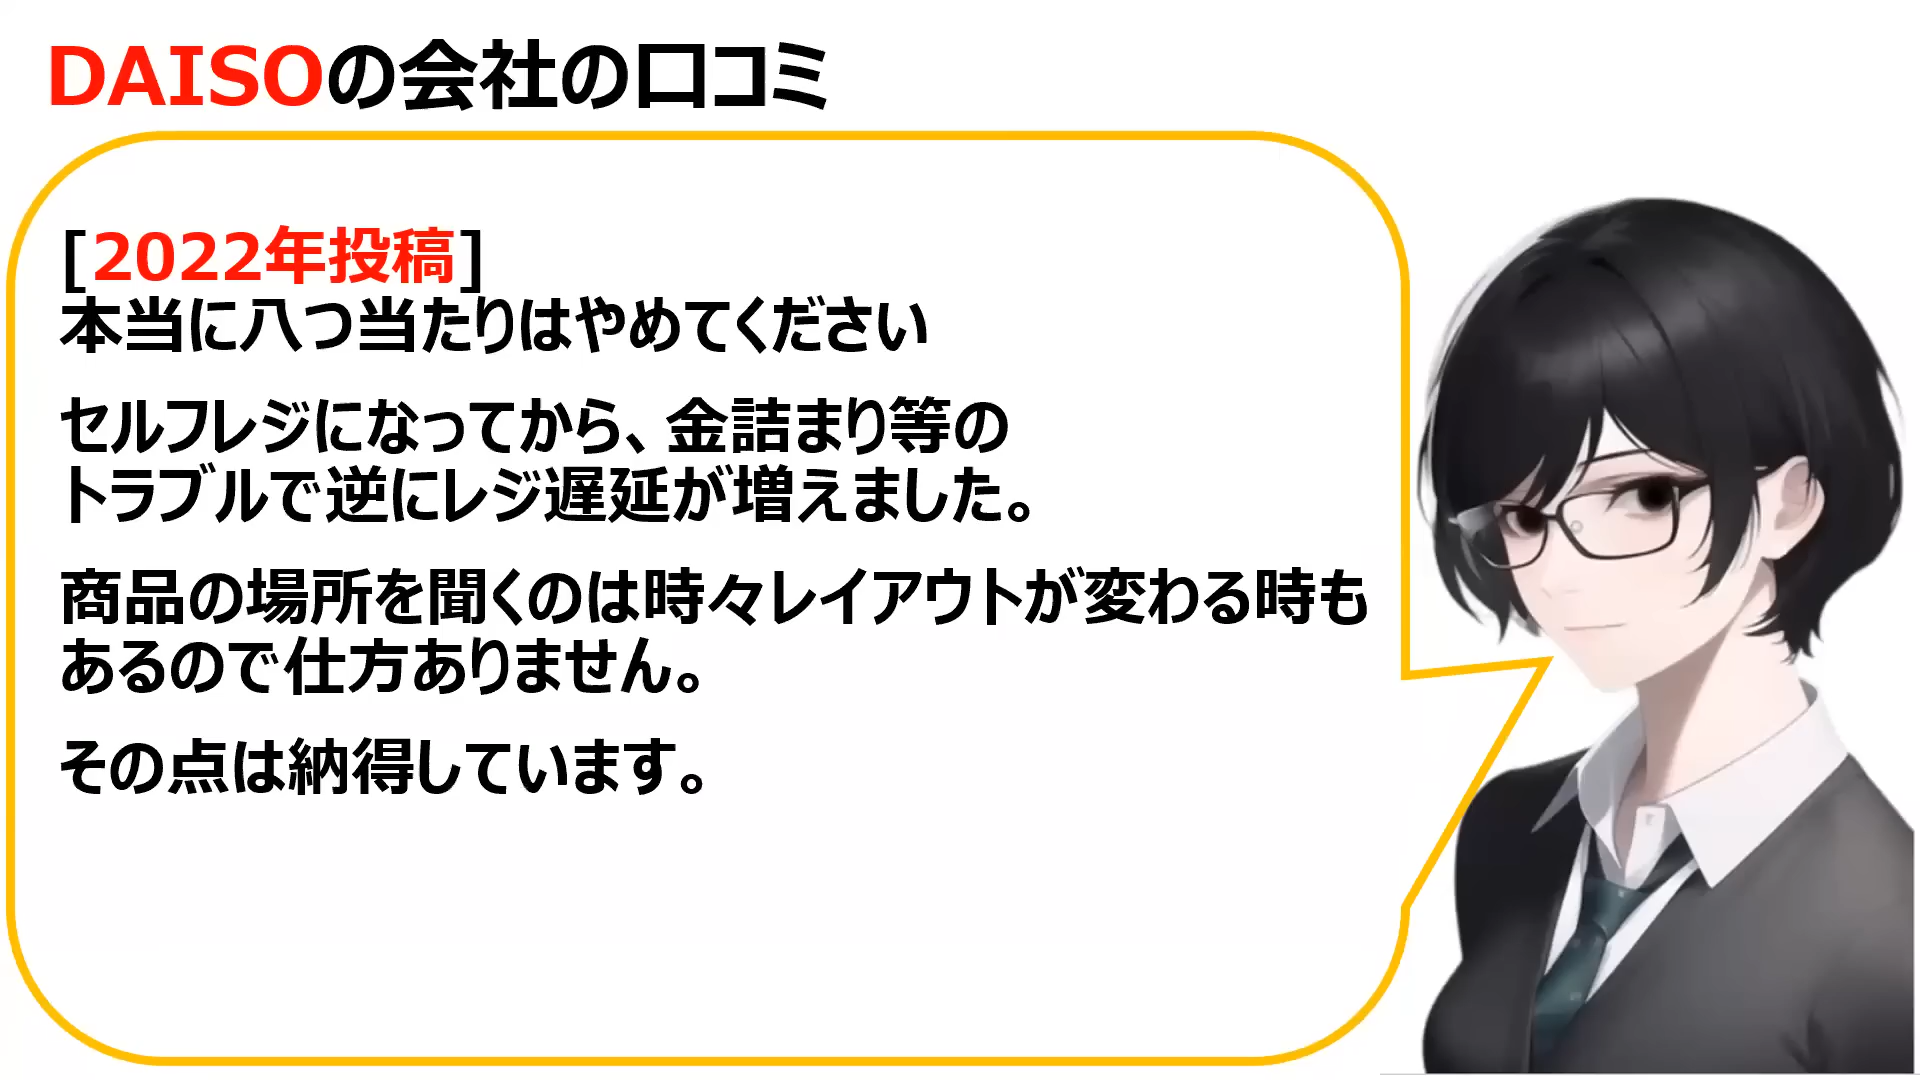 DAISOの会社の口コミ
[2022年投稿]
本当に八つ当たりはやめてください
セルフレジになってから、金詰まり等の
トラブルで逆にレジ遅延が増えました。
商品の場所を聞くのは時々レイアウトが変わる時も
あるので仕方ありません。
その点は納得しています。